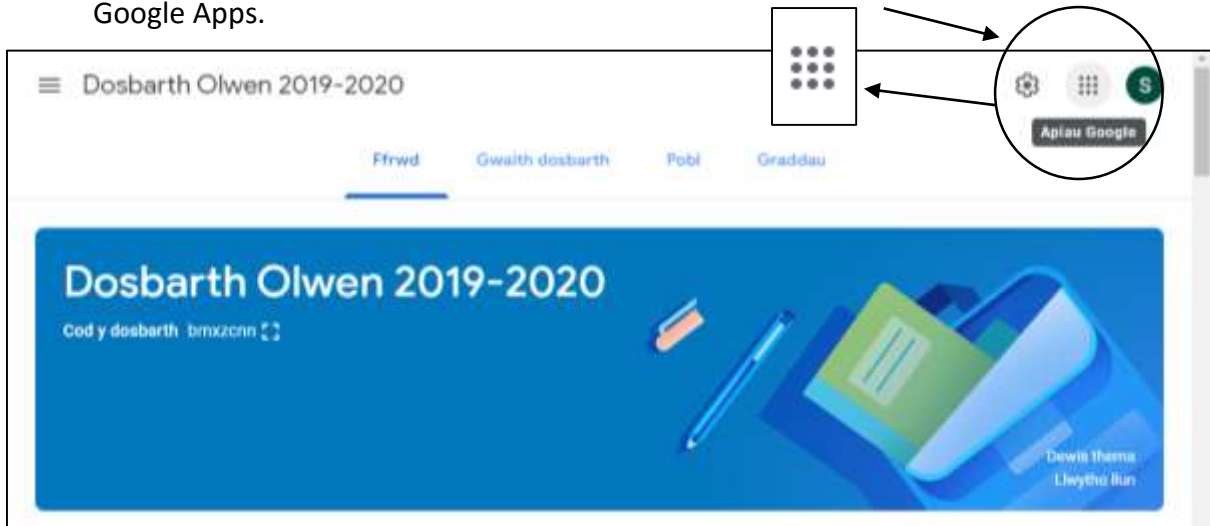 Google Apps.
Dosbarth Olwen 2019-2020
S
Apiau Google
Ffrwd Gwaith dosbarth Pobl Graddau
Dosbarth Olwen 2019-2020
Cod y dosbarth bmxzcnn
Dewis thema
Llwytho llun